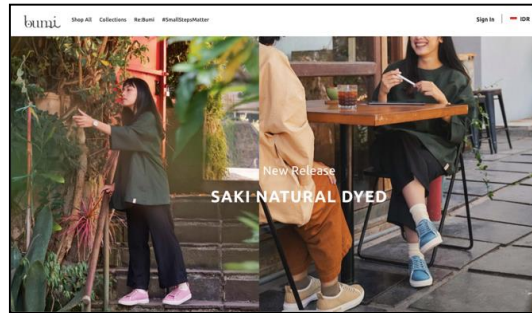 bumi
Shop All Collections Re:Bumi #SmallStepsMatter
Sign In IDR
New Release
SAKI NATURAL DYED